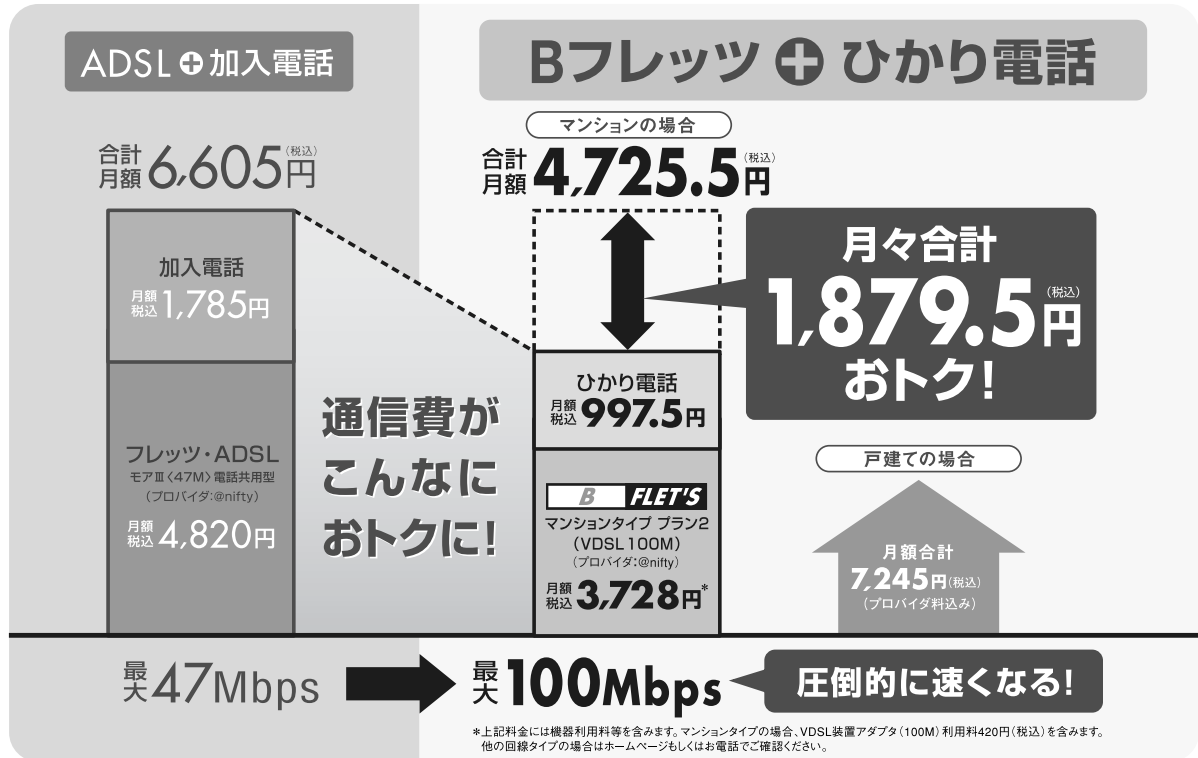 ADSL+加入電話
合計月額6,605円(税込)
加入電話
月額税込1,785円
フレッツ・ADSL
モアⅢ〈47M〉電話共用型
(プロバイダ:@nifty)
月額税込4,820円
最大47Mbps
通信費が
こんなに
おトクに!
Bフレッツ+ひかり電話
マンションの場合
合計月額4,725.5円(税込)
ひかり電話
月額税込997.5円
B FLET'S
マンションタイプ プラン2
(VDSL100M)
(プロバイダ:@nifty)
月額税込3,728円*
月々合計
1,879.5円(税込)
おトク!
戸建ての場合
月額合計
7,245円(税込)
(プロバイダ料込み)
最大100Mbps
圧倒的に速くなる!
*上記料金には機器利用料等を含みます。マンションタイプの場合、VDSL装置アダプタ(100M)利用料420円(税込)を含みます。
他の回線タイプの場合はホームページもしくはお電話でご確認ください。